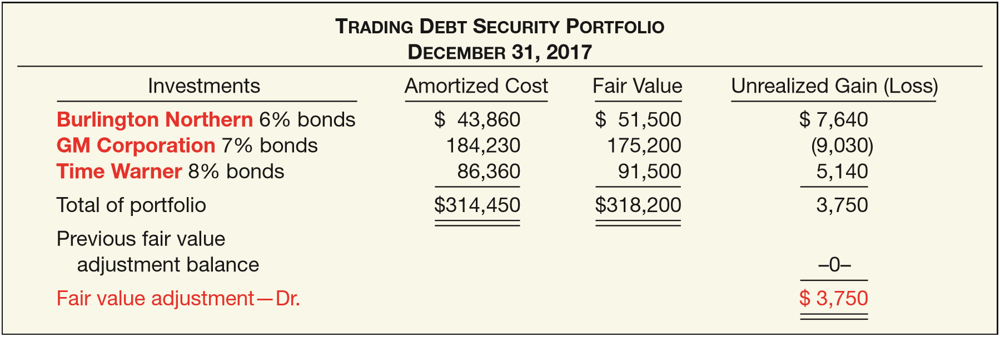 TRADING DEBT SECURITY PORTFOLIO
DECEMBER 31, 2017
Investments Amortized Cost Fair Value Unrealized Gain (Loss)
Burlington Northern 6% bonds $ 43,860 $ 51,500 $ 7,640
GM Corporation 7% bonds 184,230 175,200 (9,030)
Time Warner 8% bonds 86,360 91,500 5,140
Total of portfolio $314,450 $318,200 3,750
Previous fair value
adjustment balance –0–
Fair value adjustment—Dr. $ 3,750